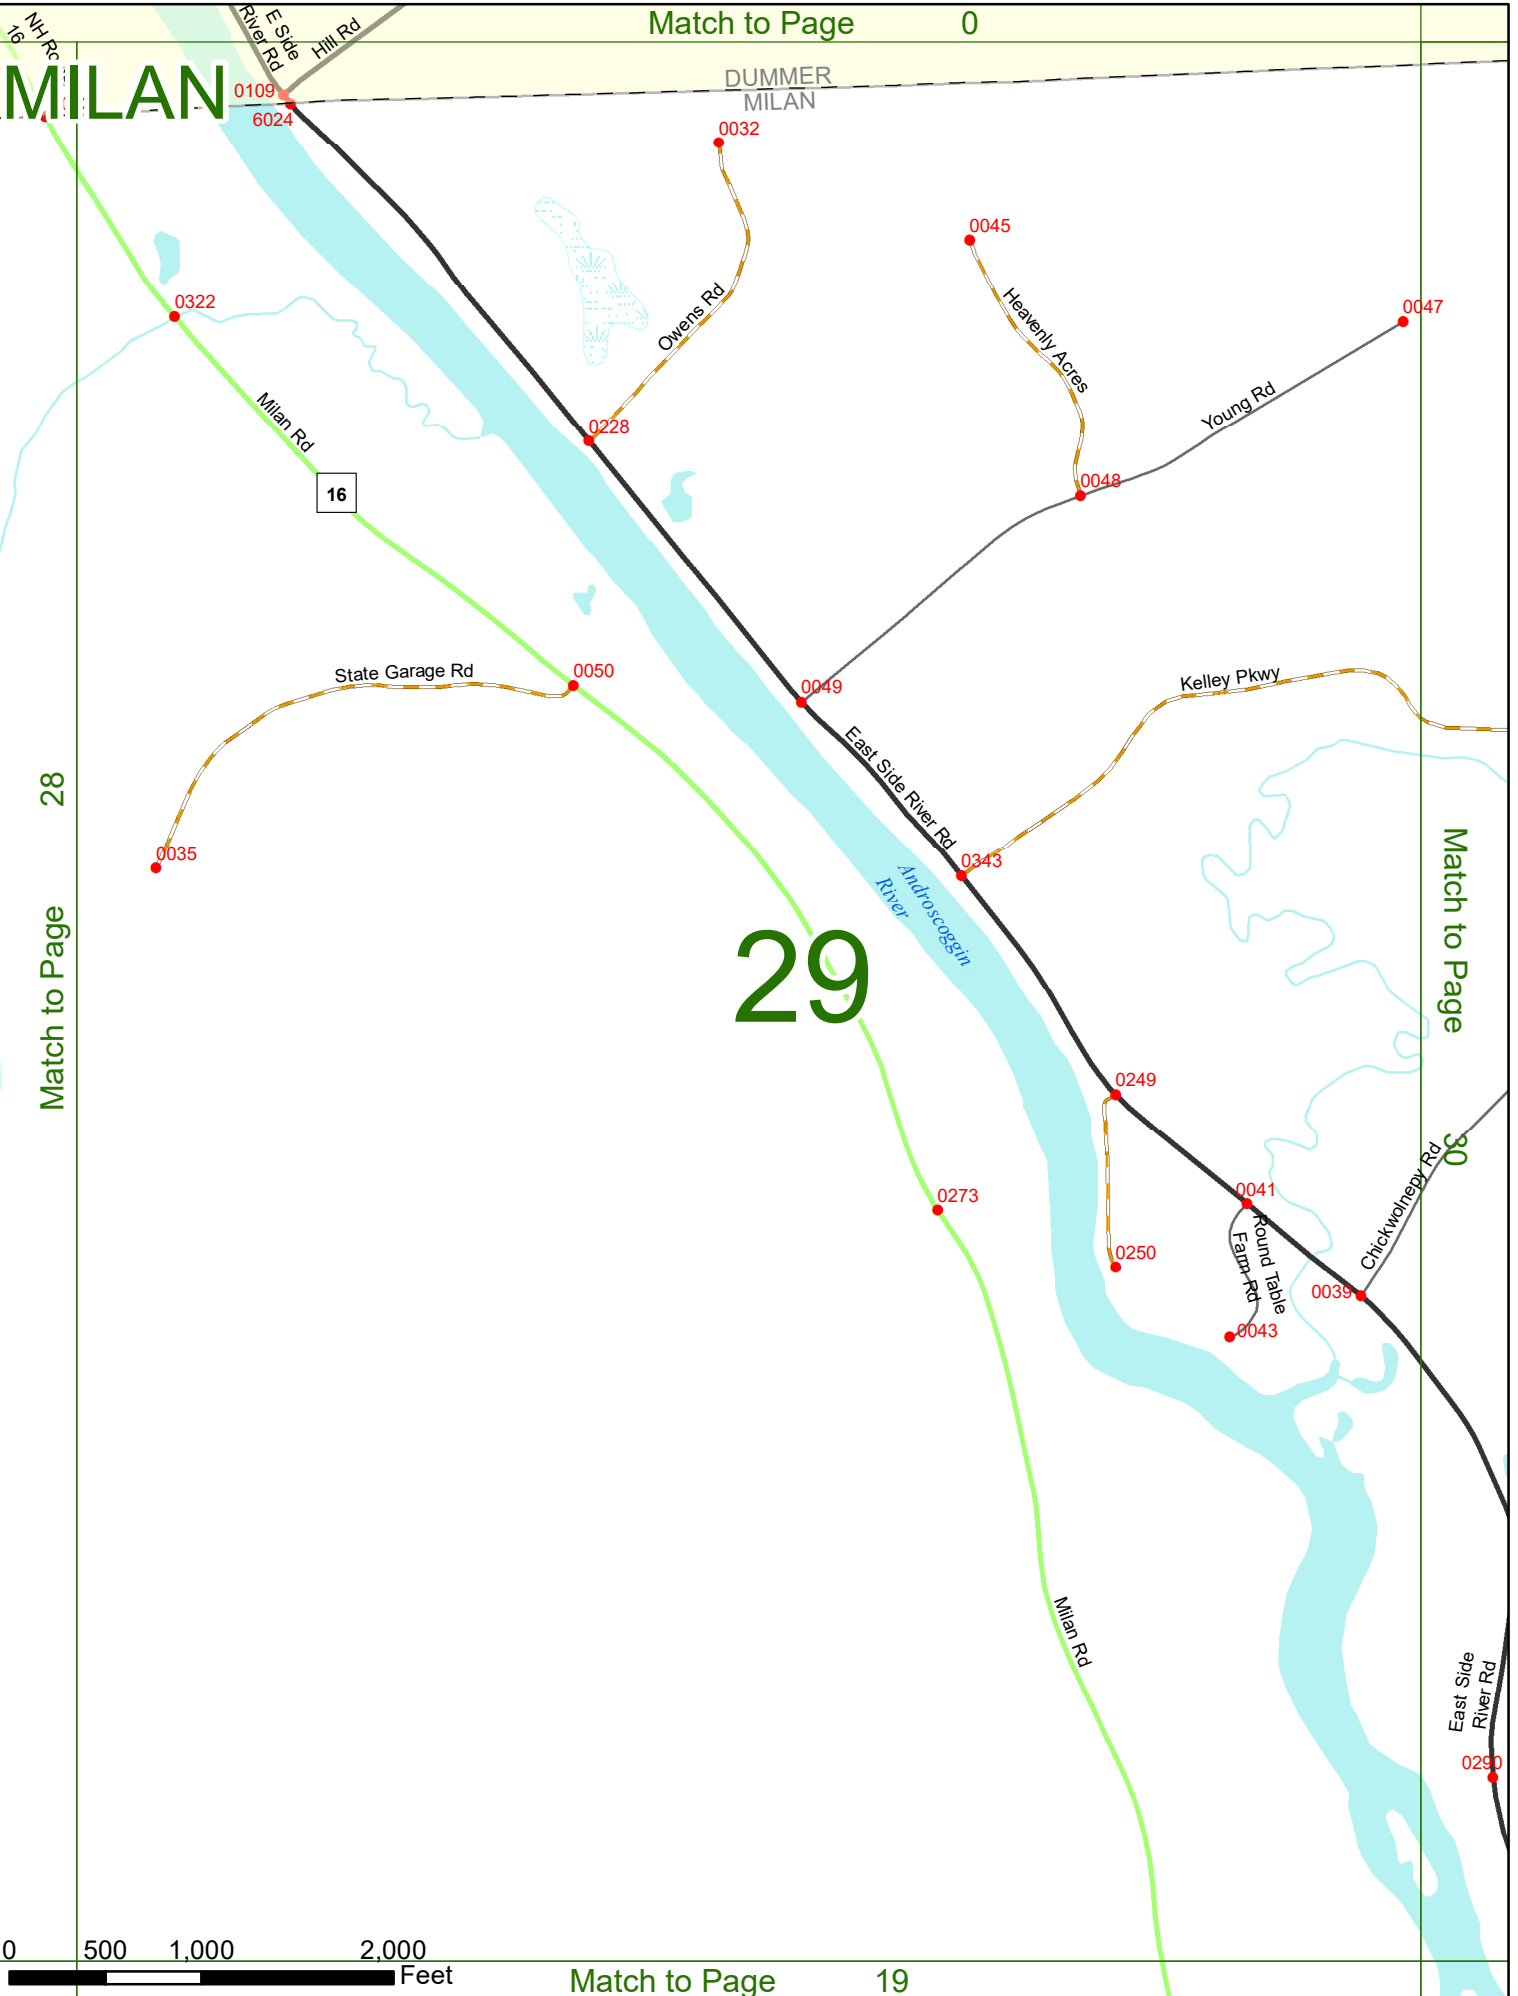 Match to Page 0
NH Ro
16
E Side
River Rd
Hill Rd
MILAN
DUMMER
MILAN
0109
6024
0032
0045
Heavenly Acres
0047
0322
Owens Rd
Milan Rd
Young Rd
0228
16
0048
State Garage Rd
0050
Kelley Pkwy
0049
East Side River Rd
Match to Page 28
0035
0343
Androscoggin
River
29
Match to Page 30
0249
0273
0041
Chickwolnepy Rd
Round Table
Farm Rd
0250
0039
0043
Milan Rd
East Side
River Rd
0290
0 500 1,000 2,000
Feet
Match to Page 19